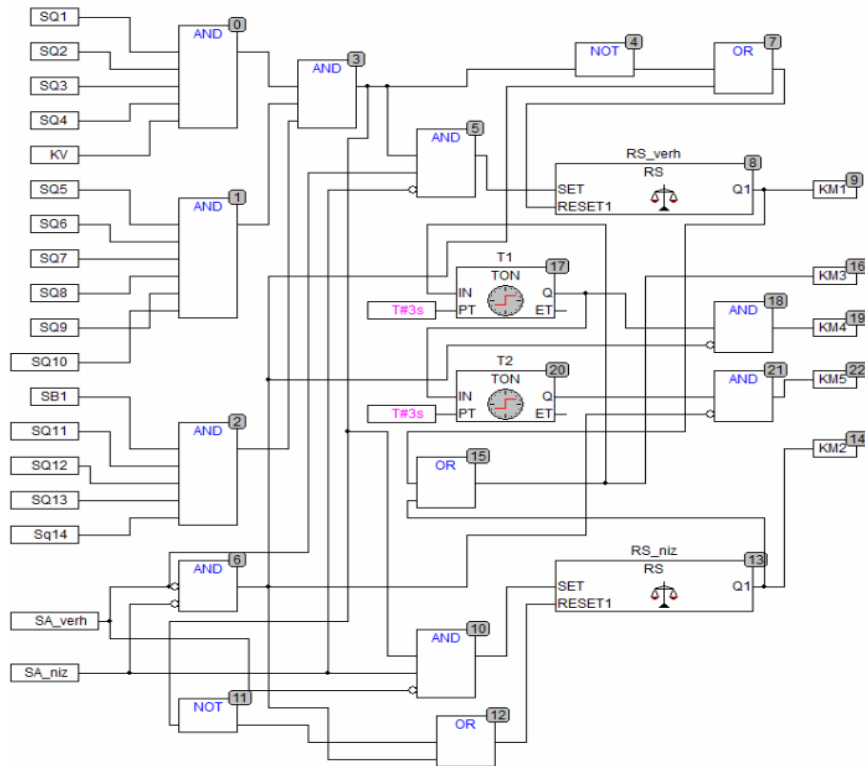 SQ1
SQ2
SQ3
SQ4
KV
AND 0
SQ5
SQ6
SQ7
SQ8
SQ9
SQ10
AND 1
SB1
SQ11
SQ12
SQ13
Sq14
AND 2
AND 3
NOT 4
OR 7
AND 5
RS_verh
RS 8
SET Q1
RESET1
KM1 9
T1
TON 17
IN Q
PT ET
T#3s
KM3 16
AND 18
KM4 19
T2
TON 20
IN Q
PT ET
T#3s
AND 21
KM5 22
OR 15
KM2 14
RS_niz
RS 13
SET Q1
RESET1
AND 6
SA_verh
SA_niz
AND 10
NOT 11
OR 12